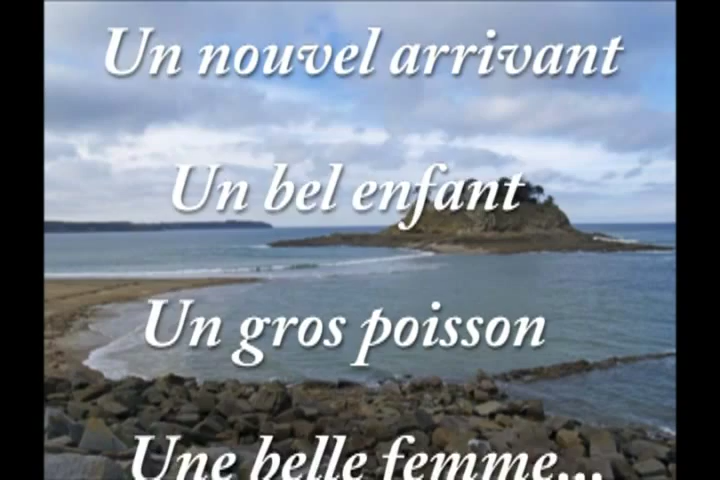 Un nouvel arrivant
Un bel enfant
Un gros poisson
Une belle femme...